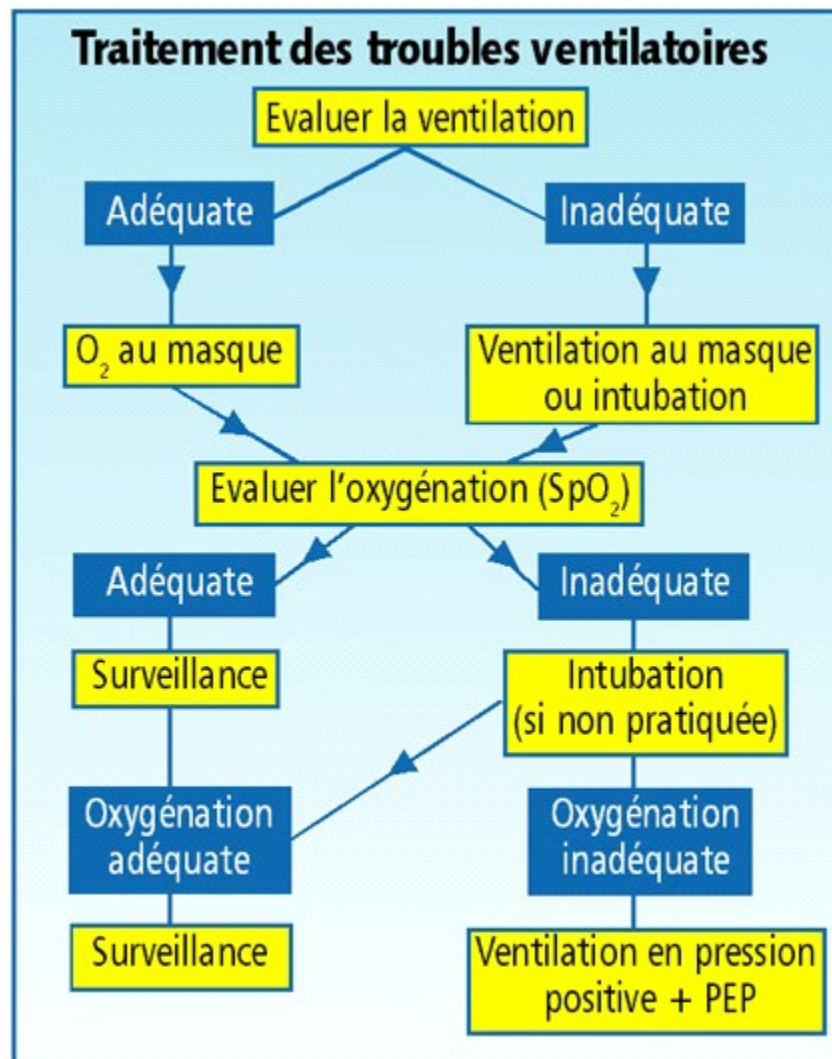 Traitement des troubles ventilatoires
Evaluer la ventilation
Adéquate
Inadéquate
O₂ au masque
Ventilation au masque
ou intubation
Evaluer l'oxygénation (SpO₂)
Adéquate
Inadéquate
Surveillance
Intubation
(si non pratiquée)
Oxygénation
adéquate
Oxygénation
inadéquate
Surveillance
Ventilation en pression
positive + PEP